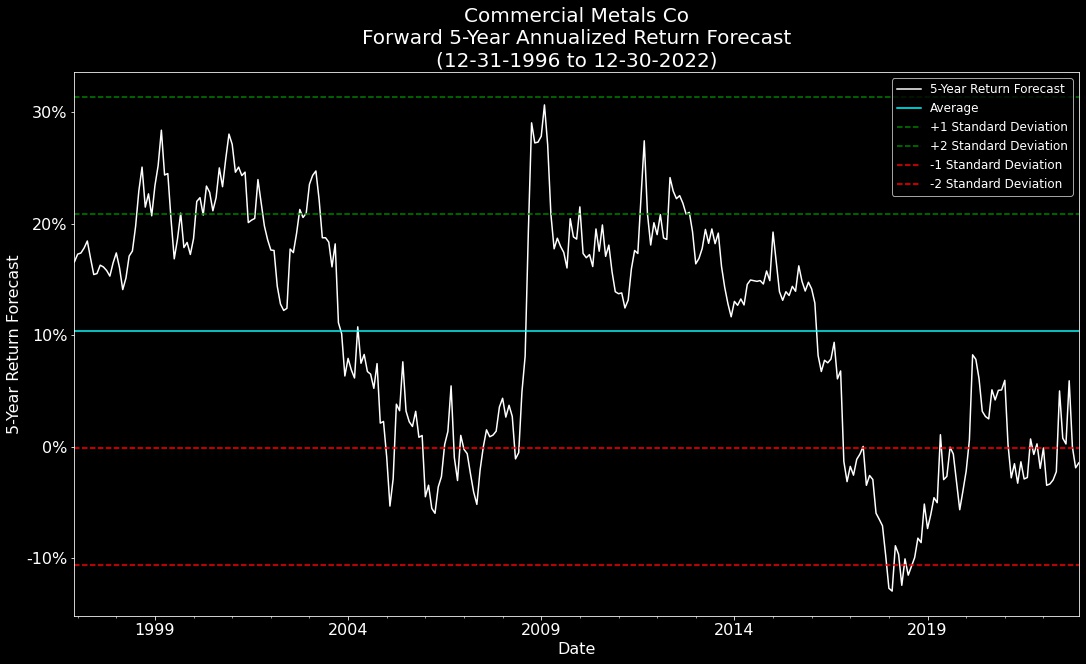 Commercial Metals Co
Forward 5-Year Annualized Return Forecast
(12-31-1996 to 12-30-2022)
5-Year Return Forecast
Average
+1 Standard Deviation
+2 Standard Deviation
-1 Standard Deviation
-2 Standard Deviation
30%
20%
10%
0%
-10%
5-Year Return Forecast
1999
2004
2009
2014
2019
Date